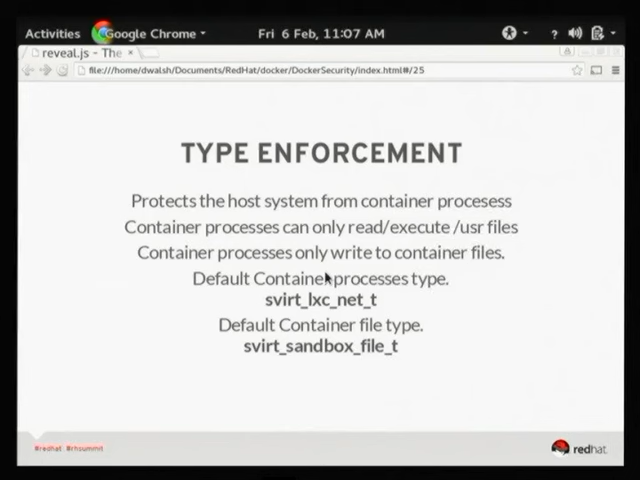 Activities Google Chrome Fri 6 Feb, 11:07 AM
reveal.js – The
file:///home/dwalsh/Documents/RedHat/docker/DockerSecurity/index.html#/25
TYPE ENFORCEMENT
Protects the host system from container procesess
Container processes can only read/execute /usr files
Container processes only write to container files.
Default Container processes type.
svirt_lxc_net_t
Default Container file type.
svirt_sandbox_file_t
#redhat #rhsummit
redhat.